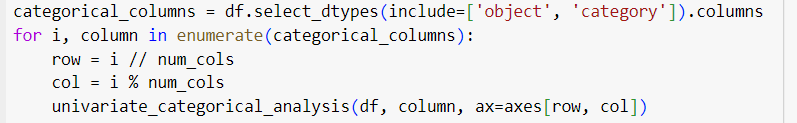 categorical_columns = df.select_dtypes(include=['object', 'category']).columns
for i, column in enumerate(categorical_columns):
    row = i // num_cols
    col = i % num_cols
    univariate_categorical_analysis(df, column, ax=axes[row, col])